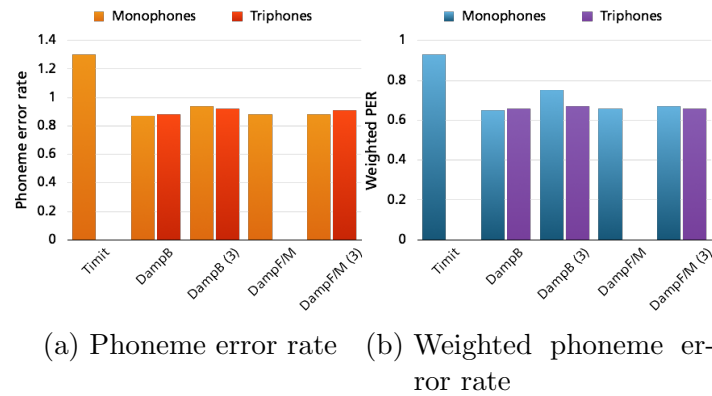 Monophones Triphones
Phoneme error rate
1.4
1.2
1
0.8
0.6
0.4
0.2
0
Timit
DampB
DampB (3)
DampF/M
DampF/M (3)
(a) Phoneme error rate
Monophones Triphones
Weighted PER
1
0.8
0.6
0.4
0.2
0
Timit
DampB
DampB (3)
DampF/M
DampF/M (3)
(b) Weighted phoneme er-
ror rate